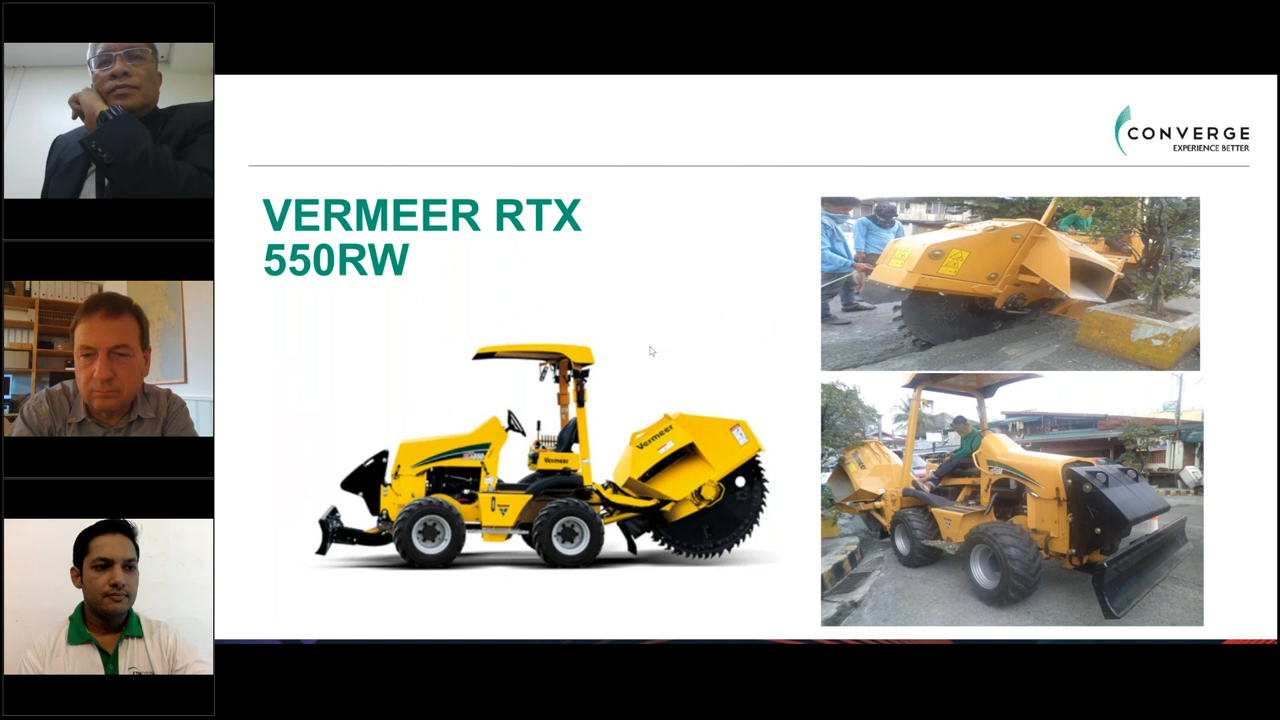 CONVERGE
EXPERIENCE BETTER
VERMEER RTX
550RW
Vermeer
Vermeer